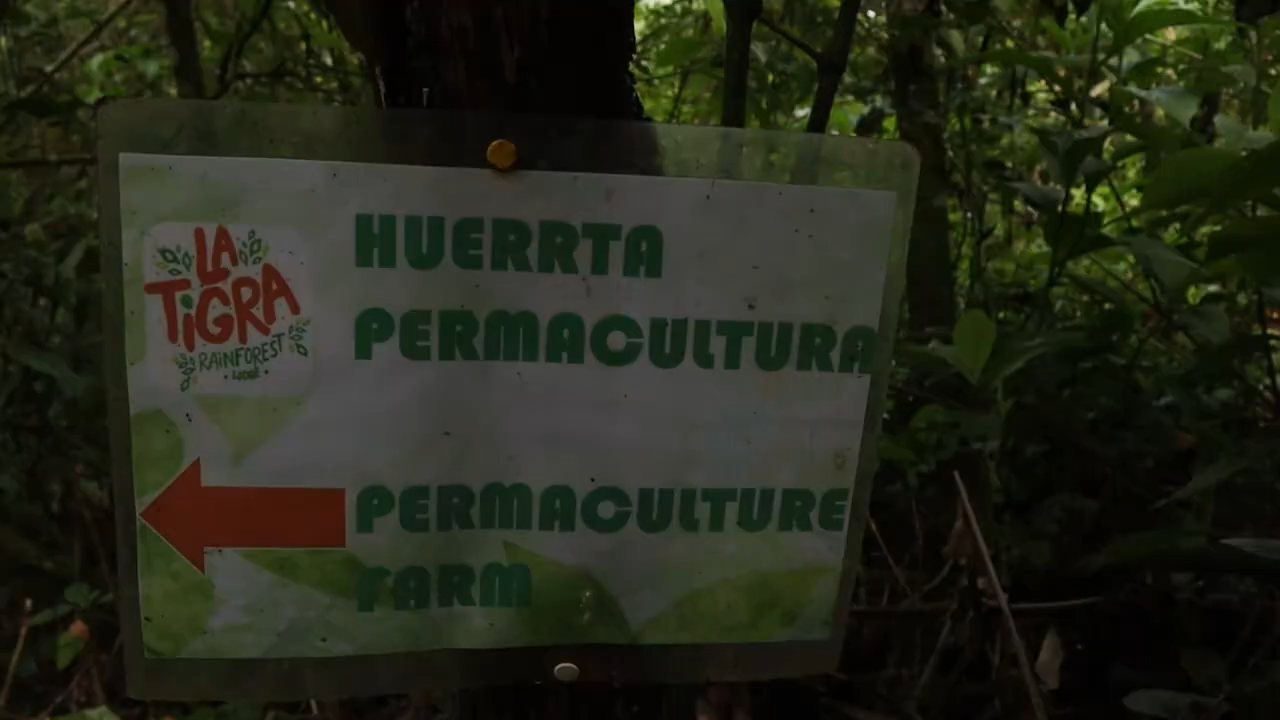 LA
TiGRA
RAINFOREST
LODGE
HUERRTA
PERMACULTURA
PERMACULTURE
FARM